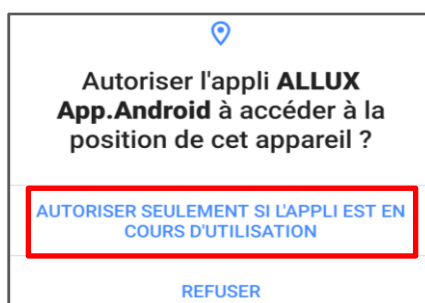 Autoriser l'appli ALLUX
App.Android à accéder à la
position de cet appareil ?
AUTORISER SEULEMENT SI L'APPLI EST EN
COURS D'UTILISATION
REFUSER